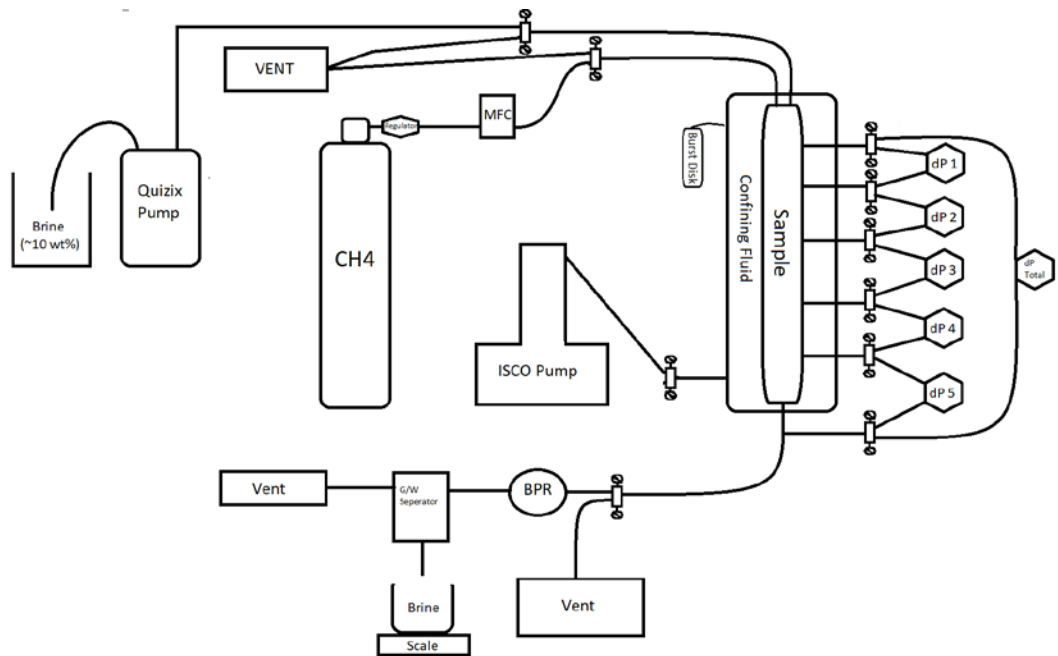 VENT
Regulator
MFC
Burst Disk
Confining Fluid
Sample
dP 1
dP 2
dP 3
dP 4
dP 5
dP
Total
Brine
(~10 wt%)
Quizix
Pump
CH4
ISCO Pump
Vent
G/W
Seperator
BPR
Brine
Scale
Vent